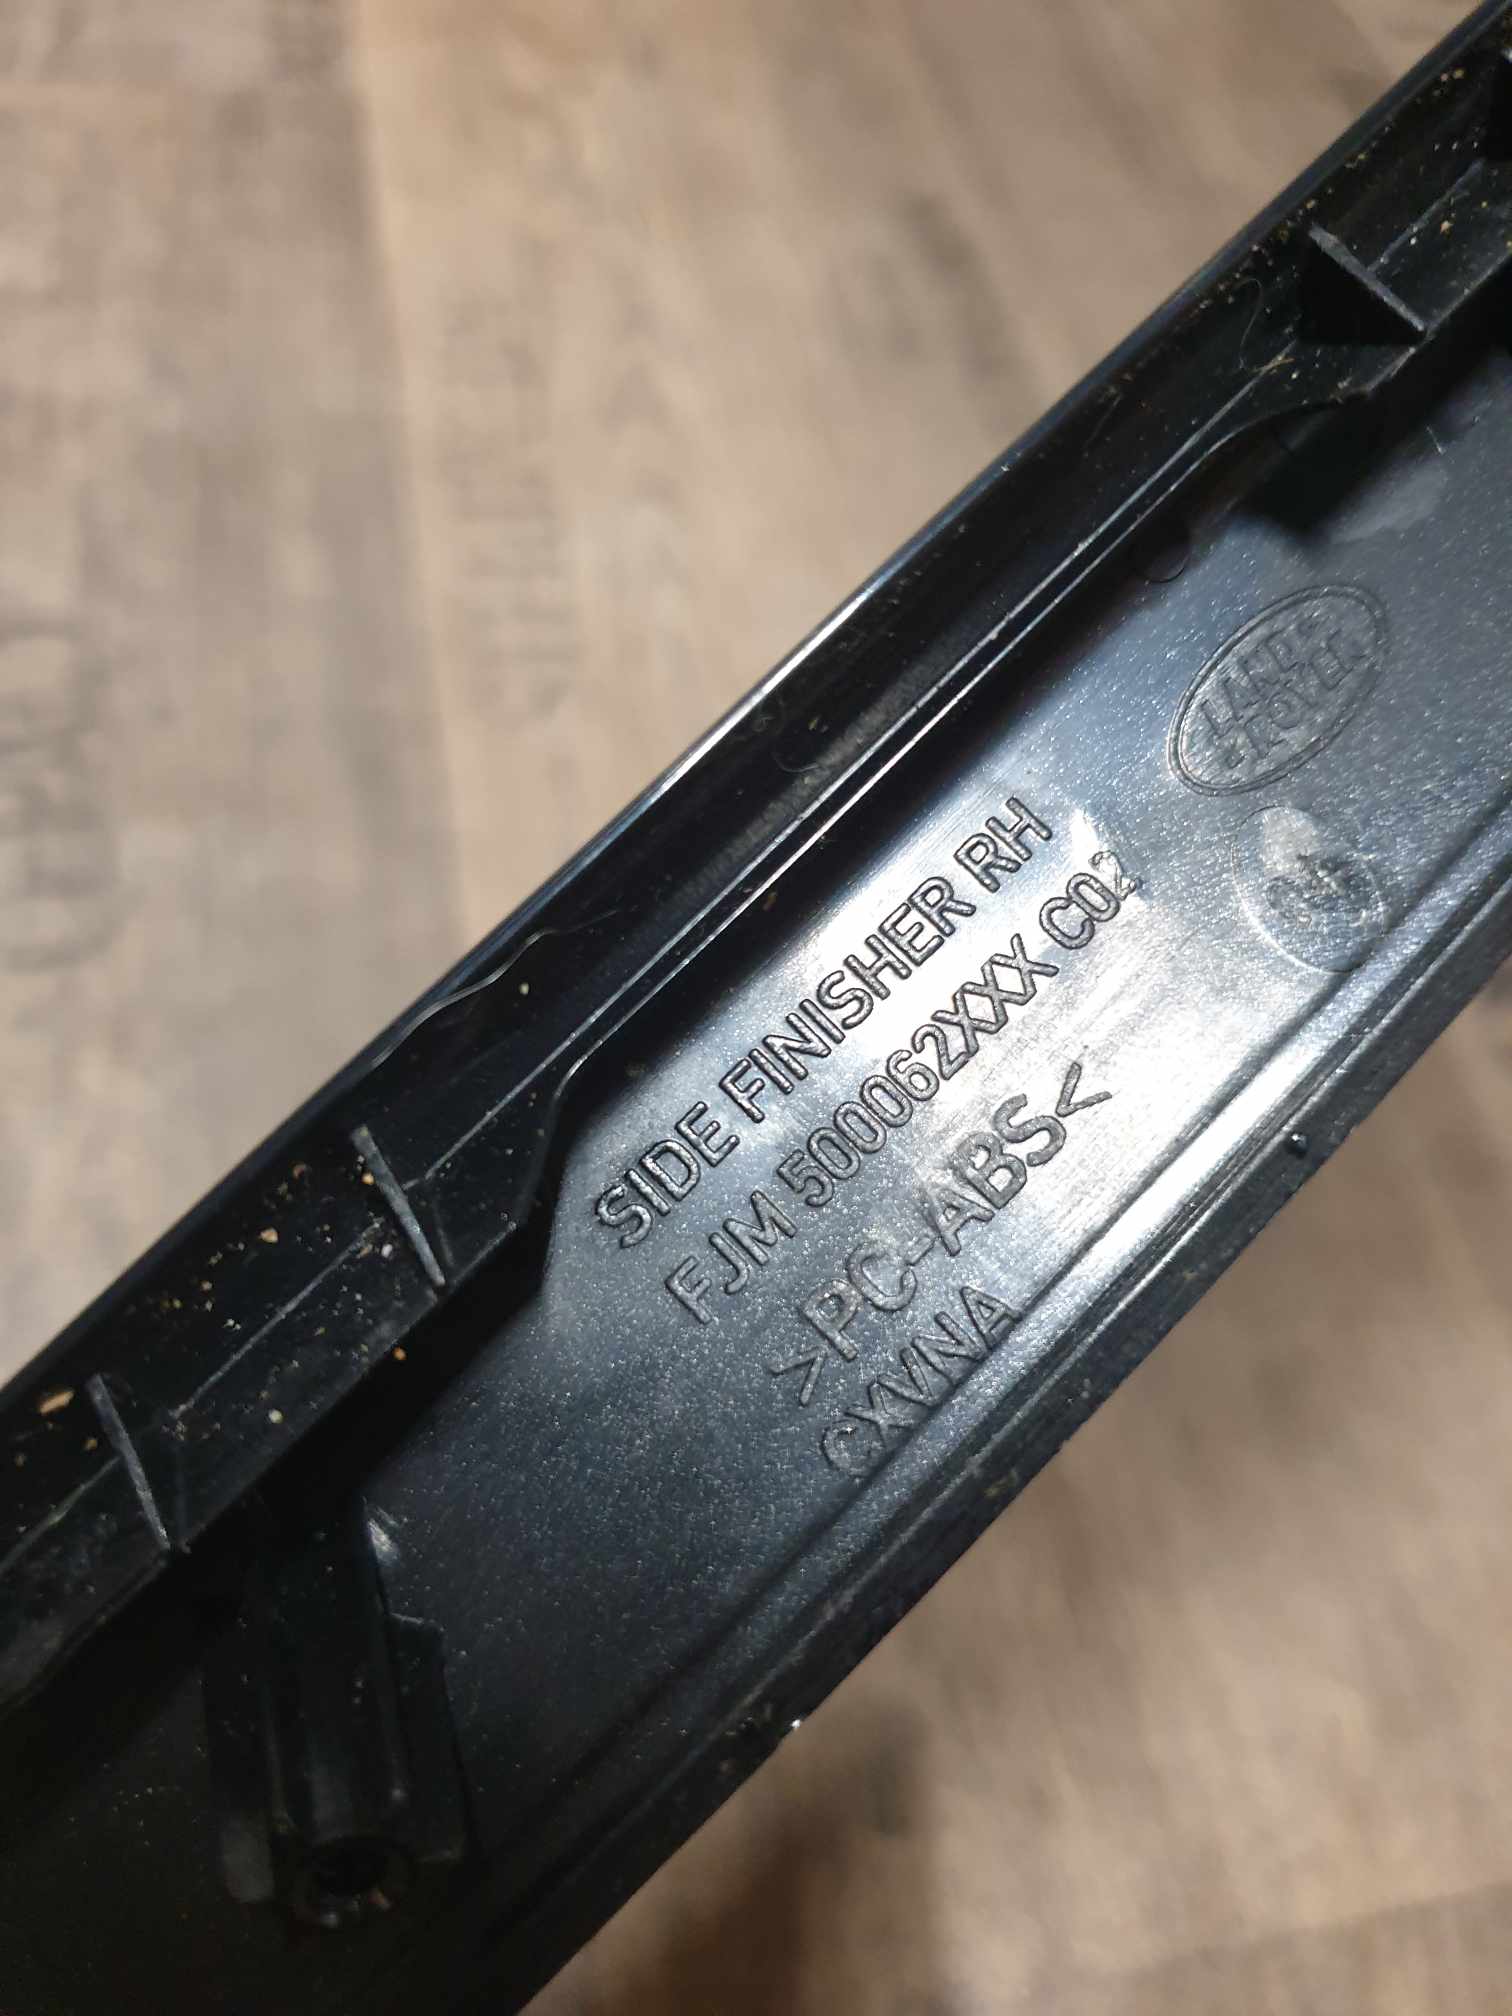 LAND
ROVER
SIDE FINISHER RH
FJM 500062XXX C02
>PC-ABS<
CXVNA